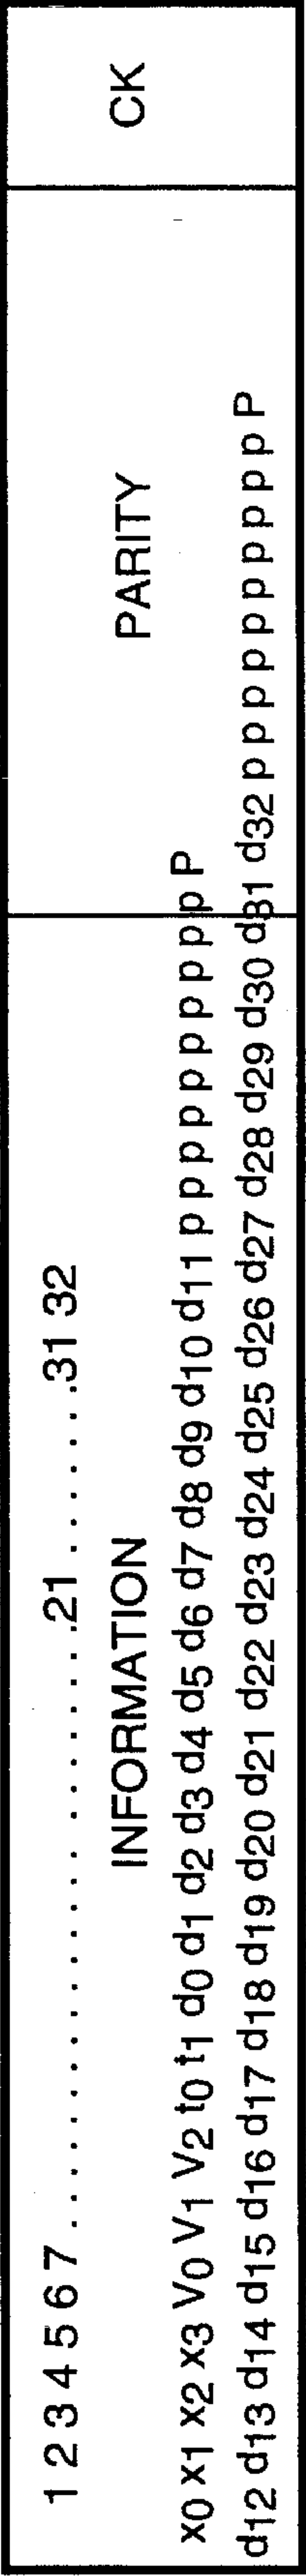 1 2 3 4 5 6 7 . . . . . . . . . . . . . . . . . . . . . .21 . . . . . . .31 32
INFORMATION PARITY CK
x0 x1 x2 x3 V0 V1 V2 t0 t1 d0 d1 d2 d3 d4 d5 d6 d7 d8 d9 d10 d11 p p p p p p p p p p P
d12 d13 d14 d15 d16 d17 d18 d19 d20 d21 d22 d23 d24 d25 d26 d27 d28 d29 d30 d31 d32 p p p p p p p p p p P